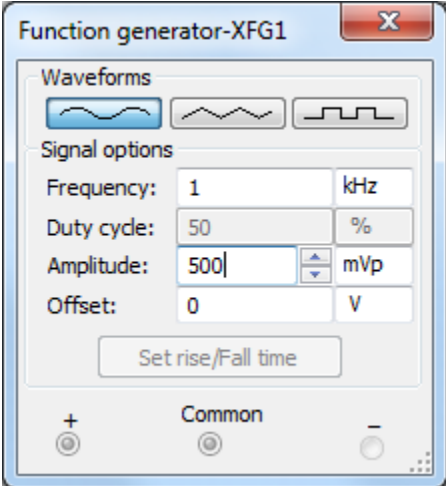 Function generator-XFG1
Waveforms
Signal options
Frequency: 1 kHz
Duty cycle: 50 %
Amplitude: 500 mVp
Offset: 0 V
Set rise/Fall time
+ Common −